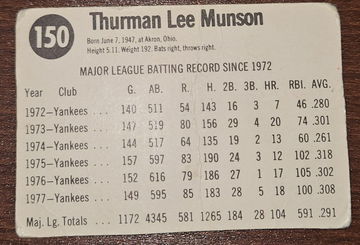 150
Thurman Lee Munson
Born June 7, 1947, at Akron, Ohio.
Height 5.11. Weight 192. Bats right, throws right.
MAJOR LEAGUE BATTING RECORD SINCE 1972
Year Club G. AB. R. H. 2B. 3B. HR. RBI. AVG.
1972—Yankees ... 140 511 54 143 16 3 7 46 .280
1973—Yankees ... 147 519 80 156 29 4 20 74 .301
1974—Yankees ... 144 517 64 135 19 2 13 60 .261
1975—Yankees ... 157 597 83 190 24 3 12 102 .318
1976—Yankees ... 152 616 79 186 27 1 17 105 .302
1977—Yankees ... 149 595 85 183 28 5 18 100 .308
Maj. Lg. Totals ... 1172 4345 581 1265 184 28 104 591 .291